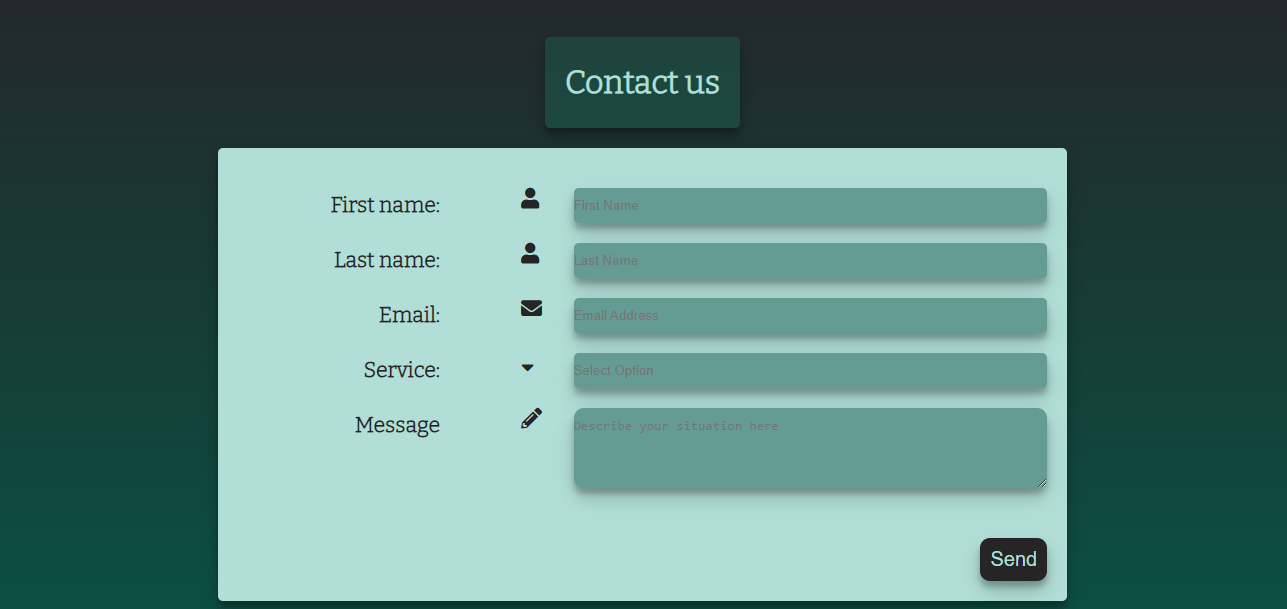 Contact us
First name:
First Name
Last name:
Last Name
Email:
Email Address
Service:
Select Option
Message
Describe your situation here
Send